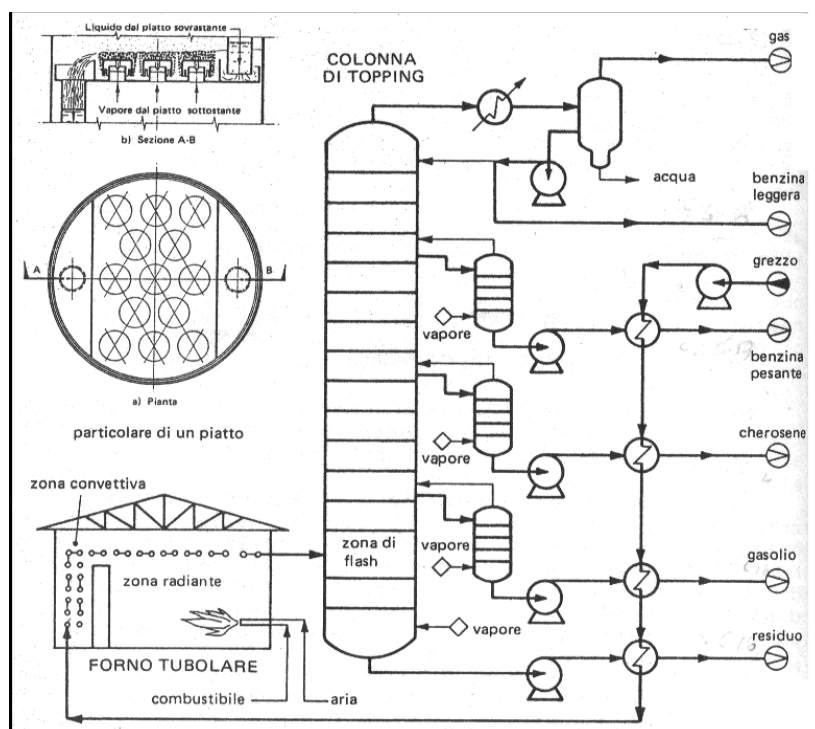 Liquido dal piatto sovrastante
Vapore dal piatto sottostante
b) Sezione A-B
A
B
a) Pianta
particolare di un piatto
COLONNA
DI TOPPING
gas
acqua
benzina
leggera
grezzo
vapore
benzina
pesante
vapore
cherosene
vapore
gasolio
zona di
flash
vapore
residuo
zona convettiva
zona radiante
FORNO TUBOLARE
combustibile
aria